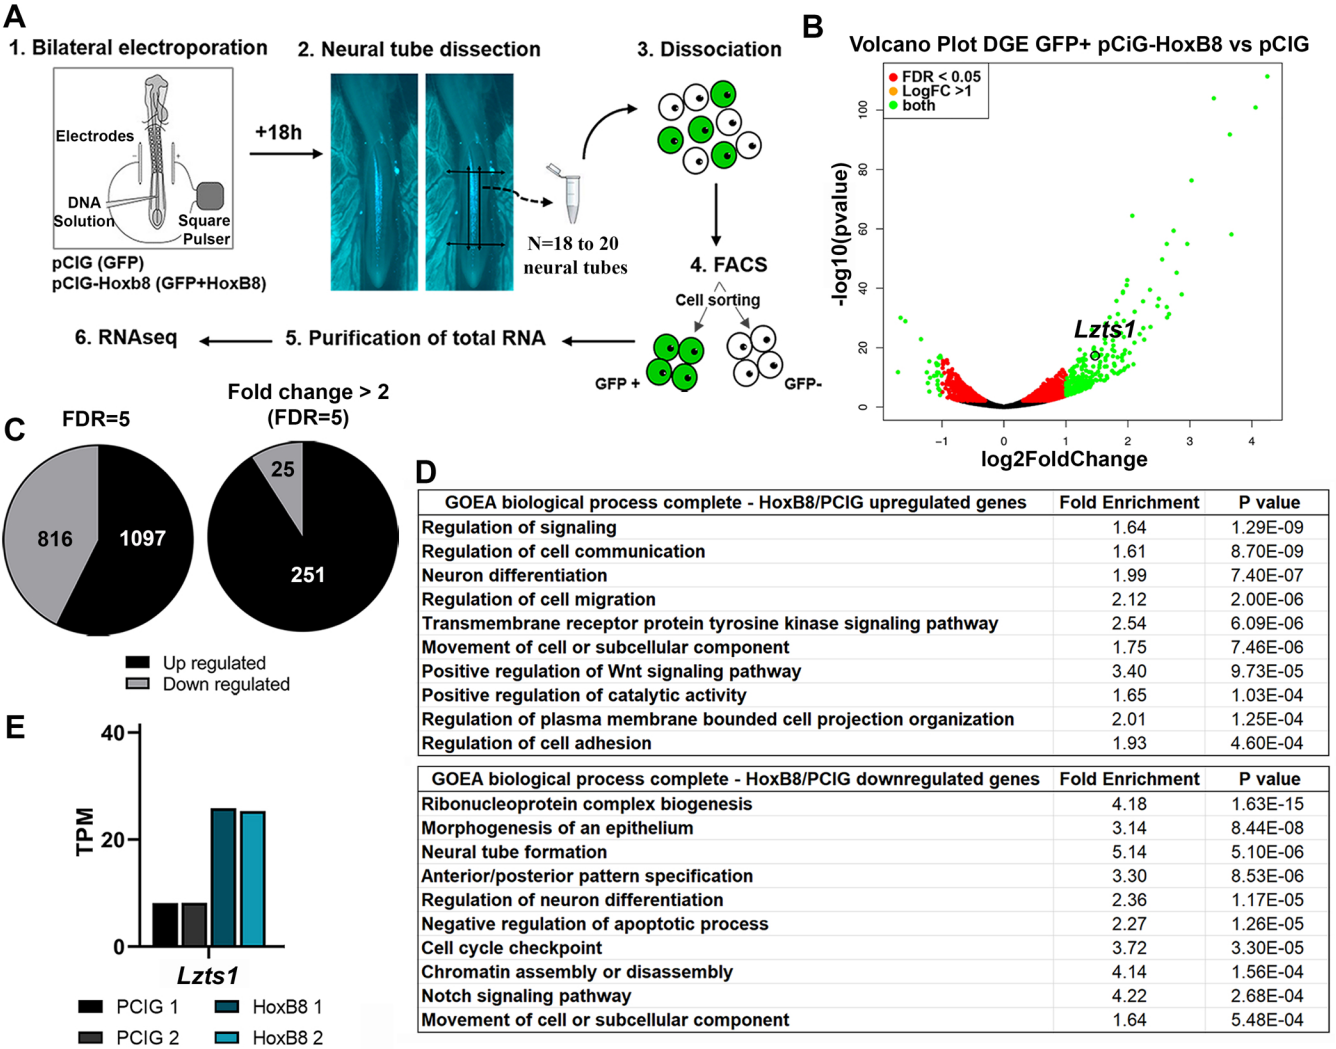 A
1. Bilateral electroporation
Electrodes
-
+
DNA
Solution
Square
Pulser
pCIG (GFP)
pCIG-Hoxb8 (GFP+HoxB8)
+18h
2. Neural tube dissection
N=18 to 20
neural tubes
3. Dissociation
4. FACS
Cell sorting
GFP +
GFP-
5. Purification of total RNA
6. RNAseq
B
Volcano Plot DGE GFP+ pCiG-HoxB8 vs pCIG
FDR < 0.05
LogFC >1
both
-log10(pvalue)
100
80
60
40
20
0
Lzts1
−1
0
1
2
3
4
log2FoldChange
C
FDR=5
816
1097
Fold change > 2
(FDR=5)
25
251
Up regulated
Down regulated
D
GOEA biological process complete - HoxB8/PCIG upregulated genes Fold Enrichment P value
Regulation of signaling 1.64 1.29E-09
Regulation of cell communication 1.61 8.70E-09
Neuron differentiation 1.99 7.40E-07
Regulation of cell migration 2.12 2.00E-06
Transmembrane receptor protein tyrosine kinase signaling pathway 2.54 6.09E-06
Movement of cell or subcellular component 1.75 7.46E-06
Positive regulation of Wnt signaling pathway 3.40 9.73E-05
Positive regulation of catalytic activity 1.65 1.03E-04
Regulation of plasma membrane bounded cell projection organization 2.01 1.25E-04
Regulation of cell adhesion 1.93 4.60E-04
GOEA biological process complete - HoxB8/PCIG downregulated genes Fold Enrichment P value
Ribonucleoprotein complex biogenesis 4.18 1.63E-15
Morphogenesis of an epithelium 3.14 8.44E-08
Neural tube formation 5.14 5.10E-06
Anterior/posterior pattern specification 3.30 8.53E-06
Regulation of neuron differentiation 2.36 1.17E-05
Negative regulation of apoptotic process 2.27 1.26E-05
Cell cycle checkpoint 3.72 3.30E-05
Chromatin assembly or disassembly 4.14 1.56E-04
Notch signaling pathway 4.22 2.68E-04
Movement of cell or subcellular component 1.64 5.48E-04
E
TPM
40
20
0
Lzts1
PCIG 1
HoxB8 1
PCIG 2
HoxB8 2